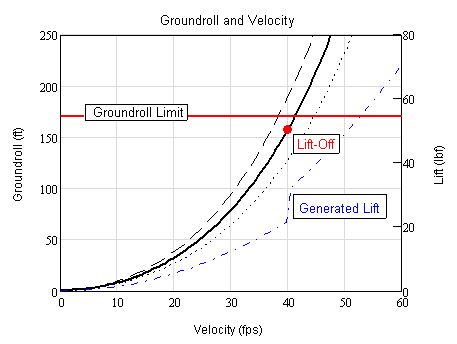 Groundroll and Velocity
250
200
150
100
50
0
Groundroll (ft)
80
60
40
20
0
Lift (lbf)
Groundroll Limit
Lift-Off
Generated Lift
0
10
20
30
40
50
60
Velocity (fps)